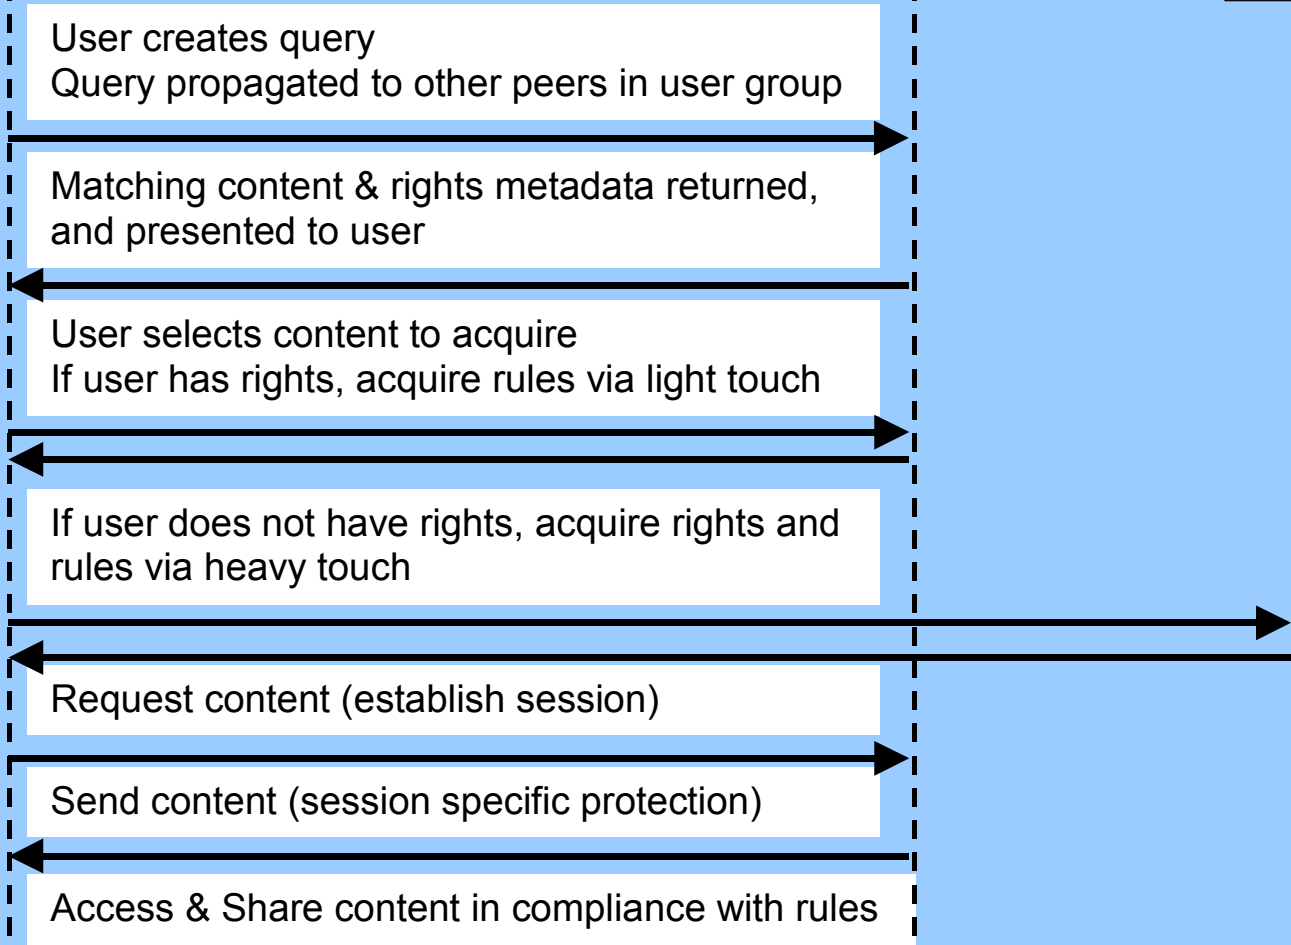 User creates query
Query propagated to other peers in user group
Matching content & rights metadata returned,
and presented to user
User selects content to acquire
If user has rights, acquire rules via light touch
If user does not have rights, acquire rights and
rules via heavy touch
Request content (establish session)
Send content (session specific protection)
Access & Share content in compliance with rules